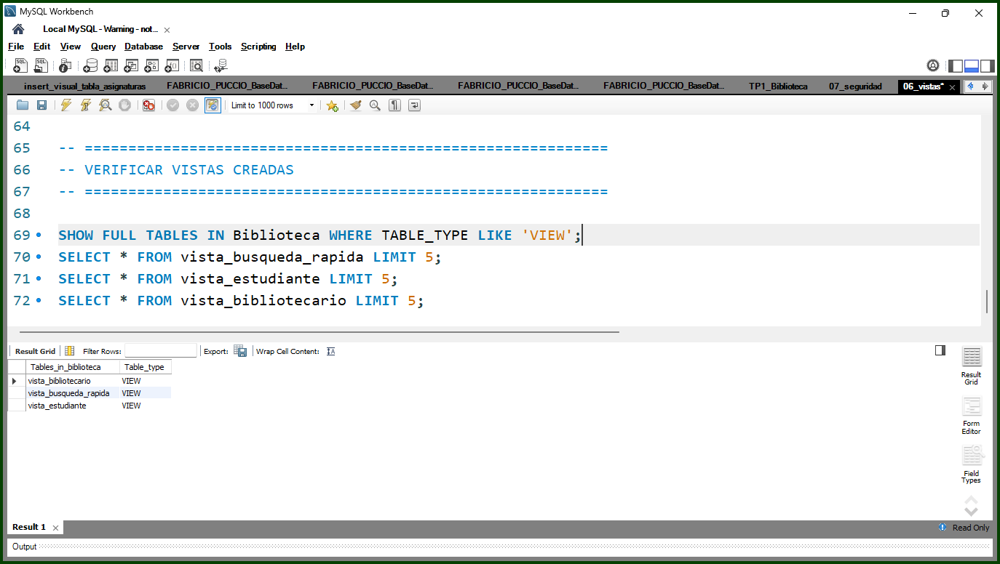 MySQL Workbench
Local MySQL - Warning - not...
File Edit View Query Database Server Tools Scripting Help
insert_visual_tabla_asignaturas FABRICIO_PUCCIO_BaseDat... FABRICIO_PUCCIO_BaseDat... FABRICIO_PUCCIO_BaseDat... FABRICIO_PUCCIO_BaseDat... TP1_Biblioteca 07_seguridad 06_vistas*
Limit to 1000 rows
64
65 -- ============================================================
66 -- VERIFICAR VISTAS CREADAS
67 -- ============================================================
68
69 SHOW FULL TABLES IN Biblioteca WHERE TABLE_TYPE LIKE 'VIEW';
70 SELECT * FROM vista_busqueda_rapida LIMIT 5;
71 SELECT * FROM vista_estudiante LIMIT 5;
72 SELECT * FROM vista_bibliotecario LIMIT 5;
Result Grid Filter Rows: Export: Wrap Cell Content:
Tables_in_biblioteca Table_type
vista_bibliotecario VIEW
vista_busqueda_rapida VIEW
vista_estudiante VIEW
Result
Grid
Form
Editor
Field
Types
Result 1
Read Only
Output